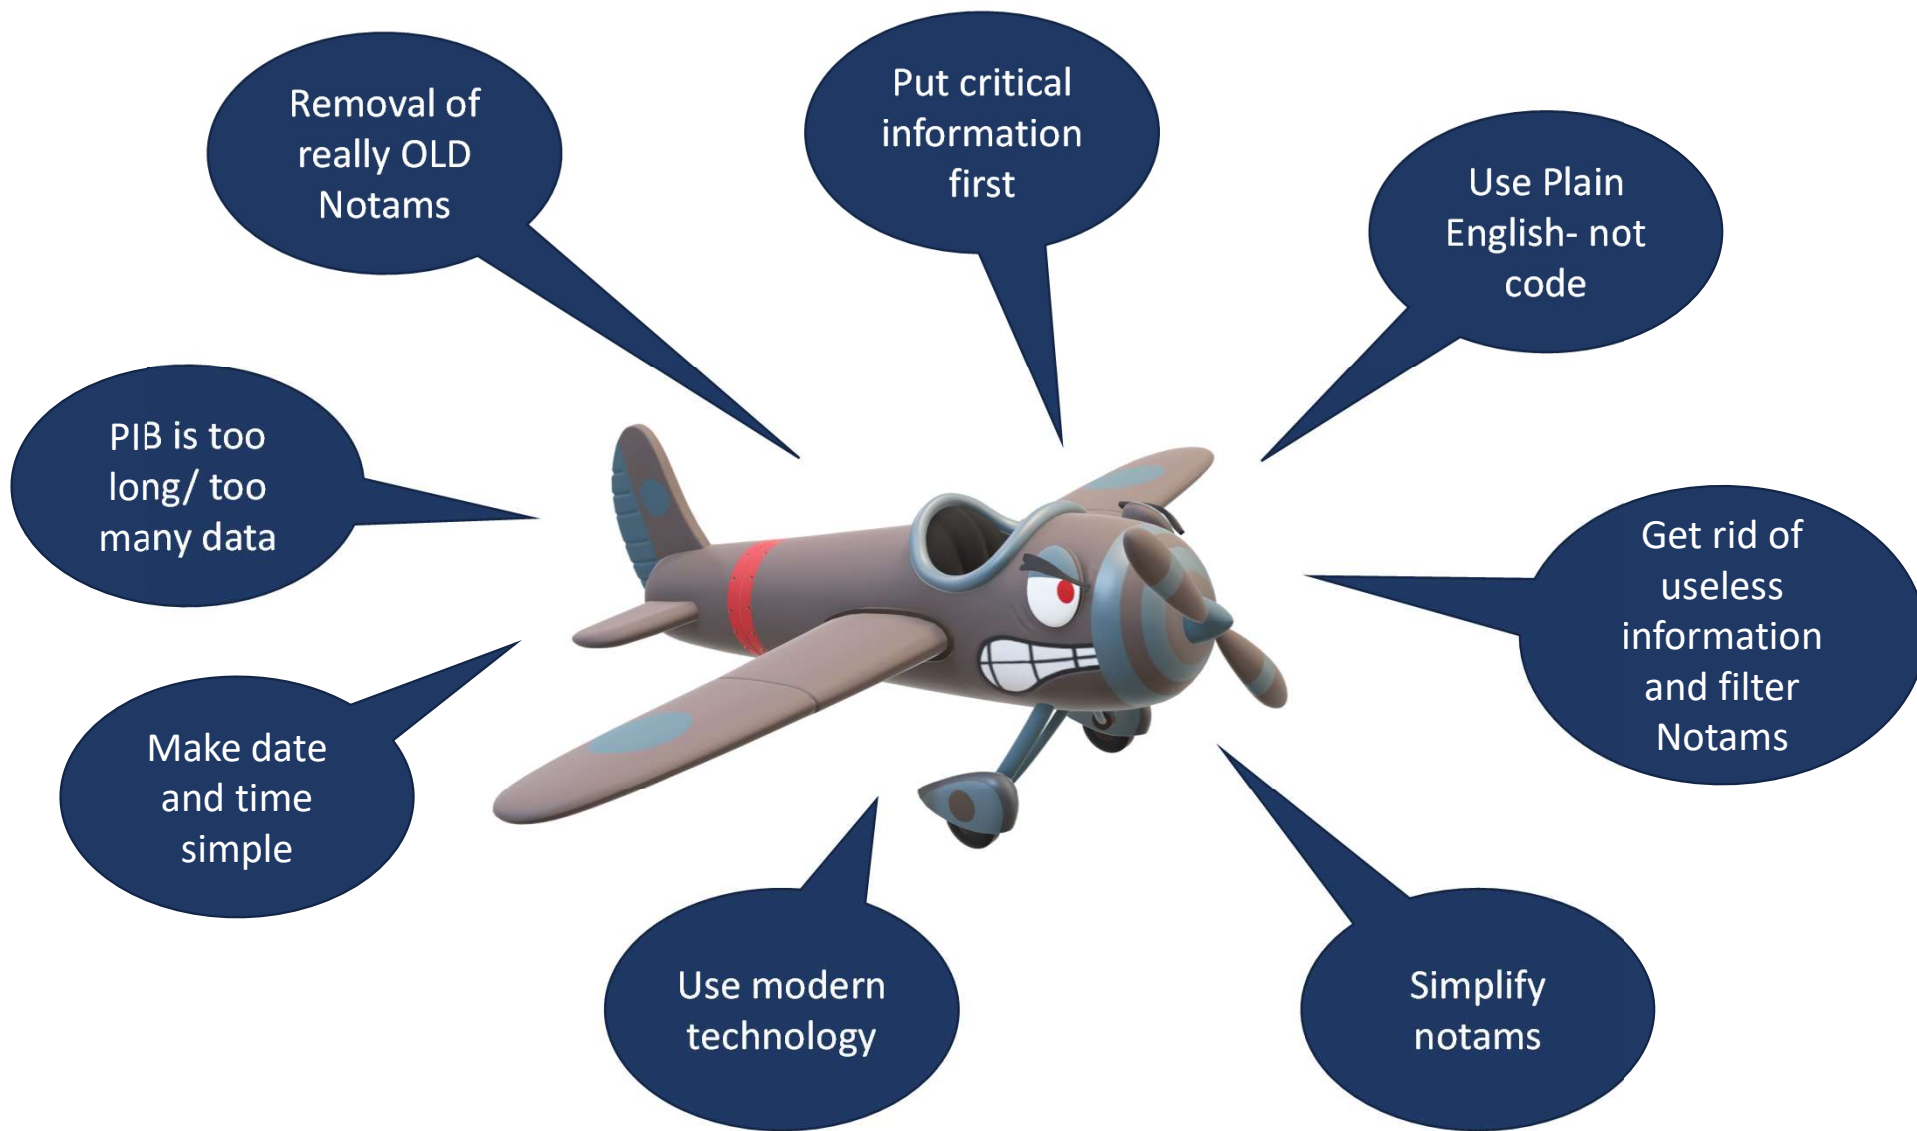 Removal of
really OLD
Notams
Put critical
information
first
Use Plain
English- not
code
PIB is too
long/ too
many data
Get rid of
useless
information
and filter
Notams
Make date
and time
simple
Use modern
technology
Simplify
notams